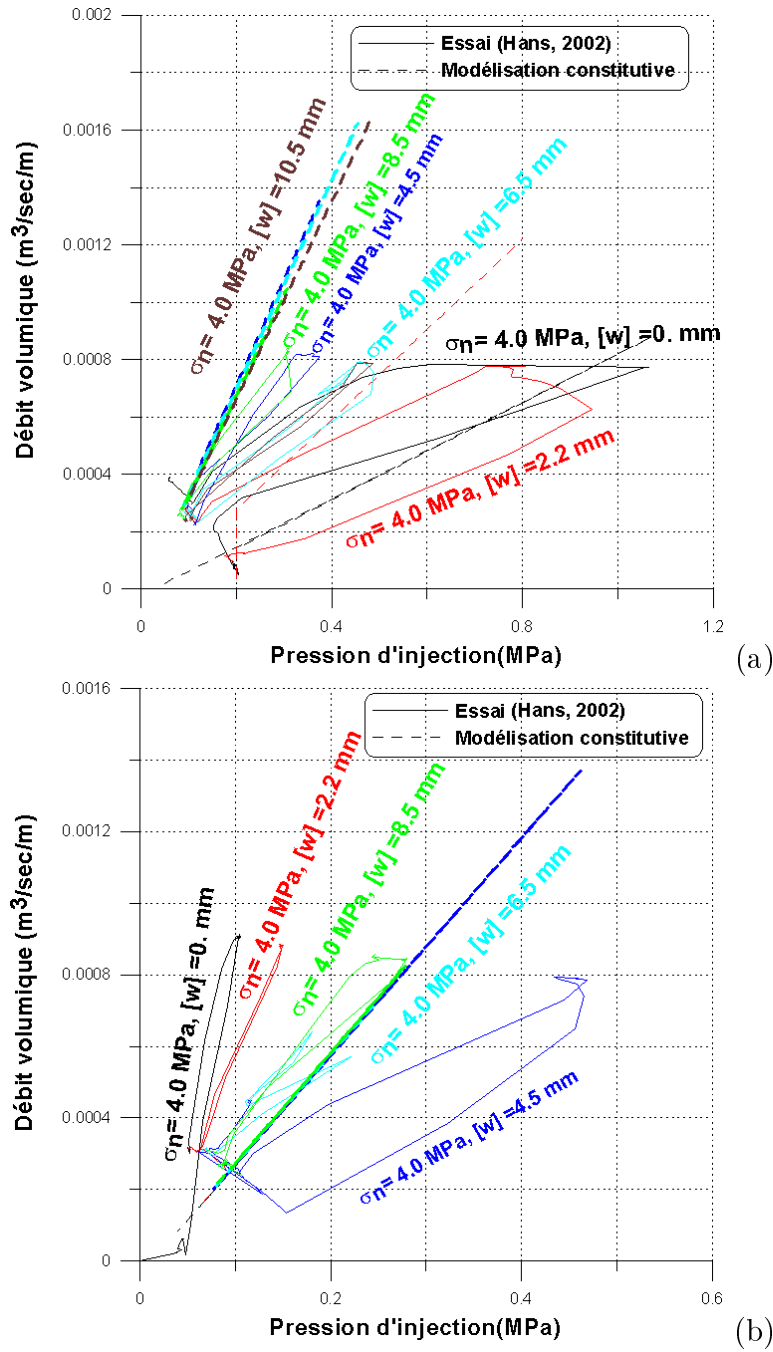 0.002
Essai (Hans, 2002)
Modélisation constitutive
0.0016
0.0012
0.0008
0.0004
0
Débit volumique (m³/sec/m)
σn= 4.0 MPa, [w] =10.5 mm
σn= 4.0 MPa, [w] =8.5 mm
σn= 4.0 MPa, [w] =4.5 mm
σn= 4.0 MPa, [w] =6.5 mm
σn= 4.0 MPa, [w] =0. mm
σn= 4.0 MPa, [w] =2.2 mm
0 0.4 0.8 1.2
Pression d'injection(MPa)
(a)
0.0016
Essai (Hans, 2002)
Modélisation constitutive
0.0012
0.0008
0.0004
0
Débit volumique (m³/sec/m)
σn= 4.0 MPa, [w] =0. mm
σn= 4.0 MPa, [w] =2.2 mm
σn= 4.0 MPa, [w] =8.5 mm
σn= 4.0 MPa, [w] =6.5 mm
σn= 4.0 MPa, [w] =4.5 mm
0 0.2 0.4 0.6
Pression d'injection(MPa)
(b)